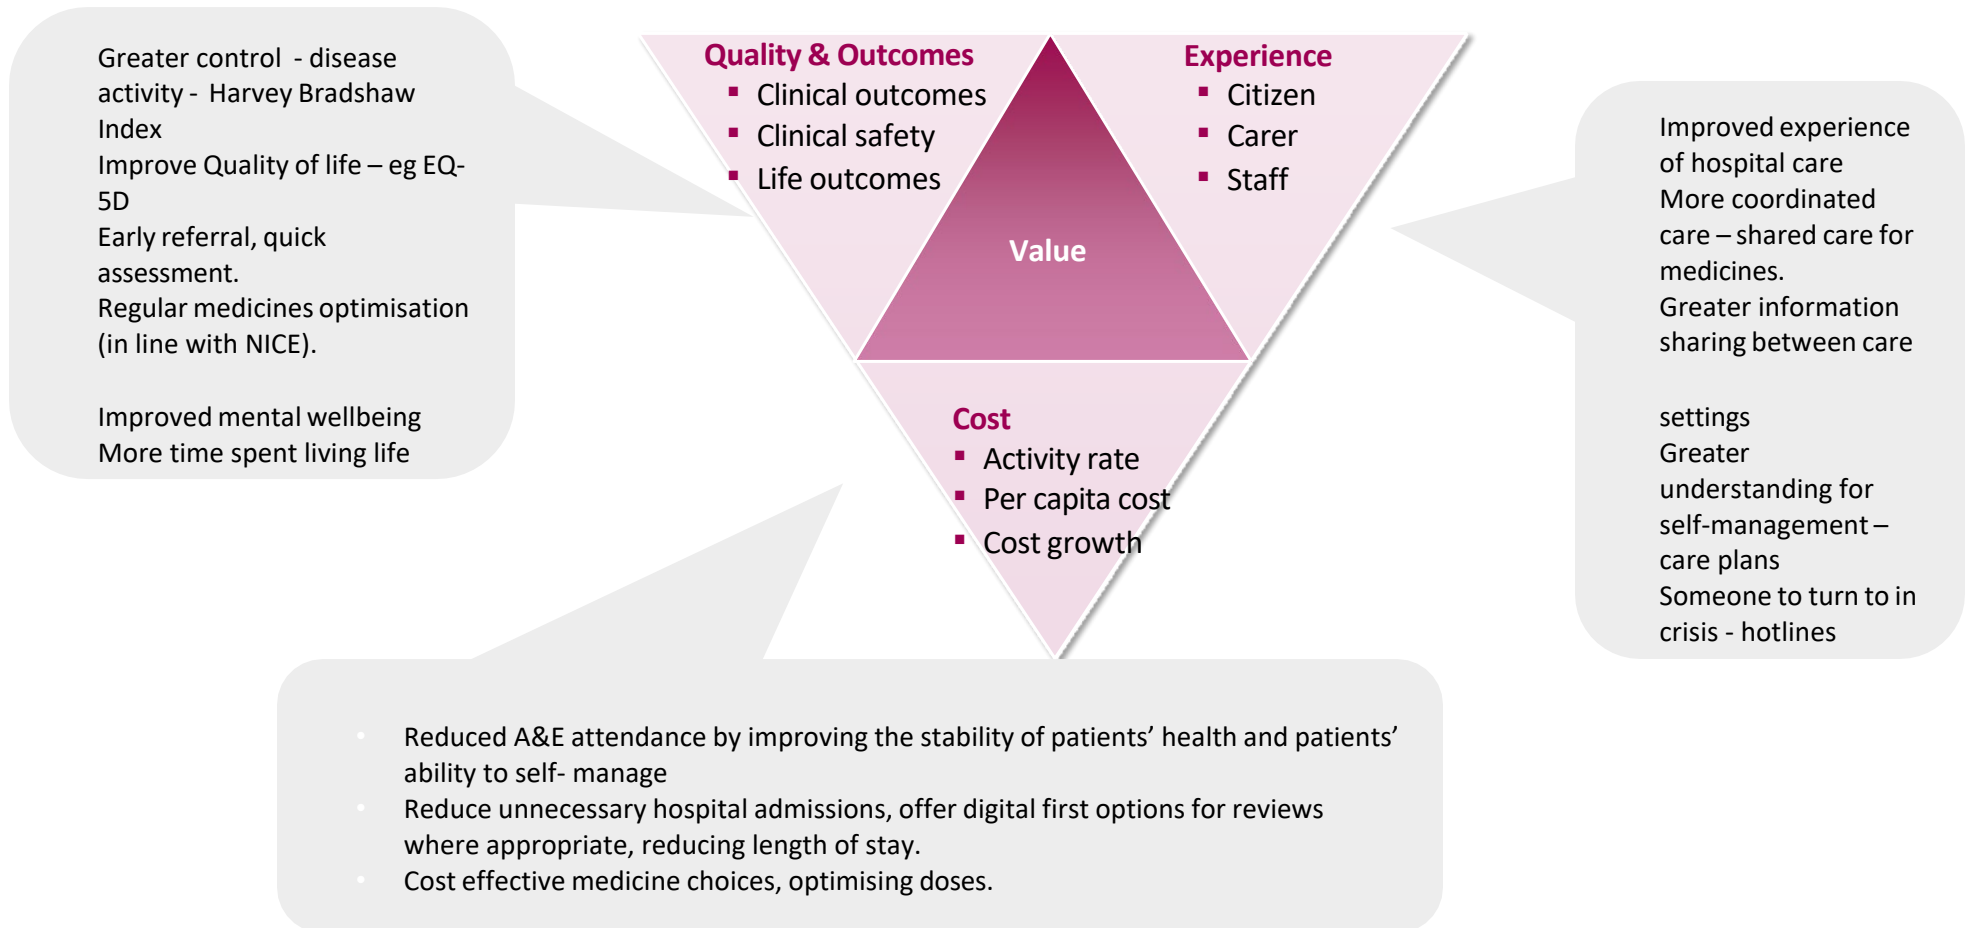 Greater control - disease
activity - Harvey Bradshaw
Index
Improve Quality of life – eg EQ-
5D
Early referral, quick
assessment.
Regular medicines optimisation
(in line with NICE).
Improved mental wellbeing
More time spent living life
Quality & Outcomes
▪ Clinical outcomes
▪ Clinical safety
▪ Life outcomes
Experience
▪ Citizen
▪ Carer
▪ Staff
Value
Cost
▪ Activity rate
▪ Per capita cost
▪ Cost growth
Improved experience
of hospital care
More coordinated
care – shared care for
medicines.
Greater information
sharing between care
settings
Greater
understanding for
self-management –
care plans
Someone to turn to in
crisis - hotlines
• Reduced A&E attendance by improving the stability of patients’ health and patients’
ability to self- manage
• Reduce unnecessary hospital admissions, offer digital first options for reviews
where appropriate, reducing length of stay.
• Cost effective medicine choices, optimising doses.